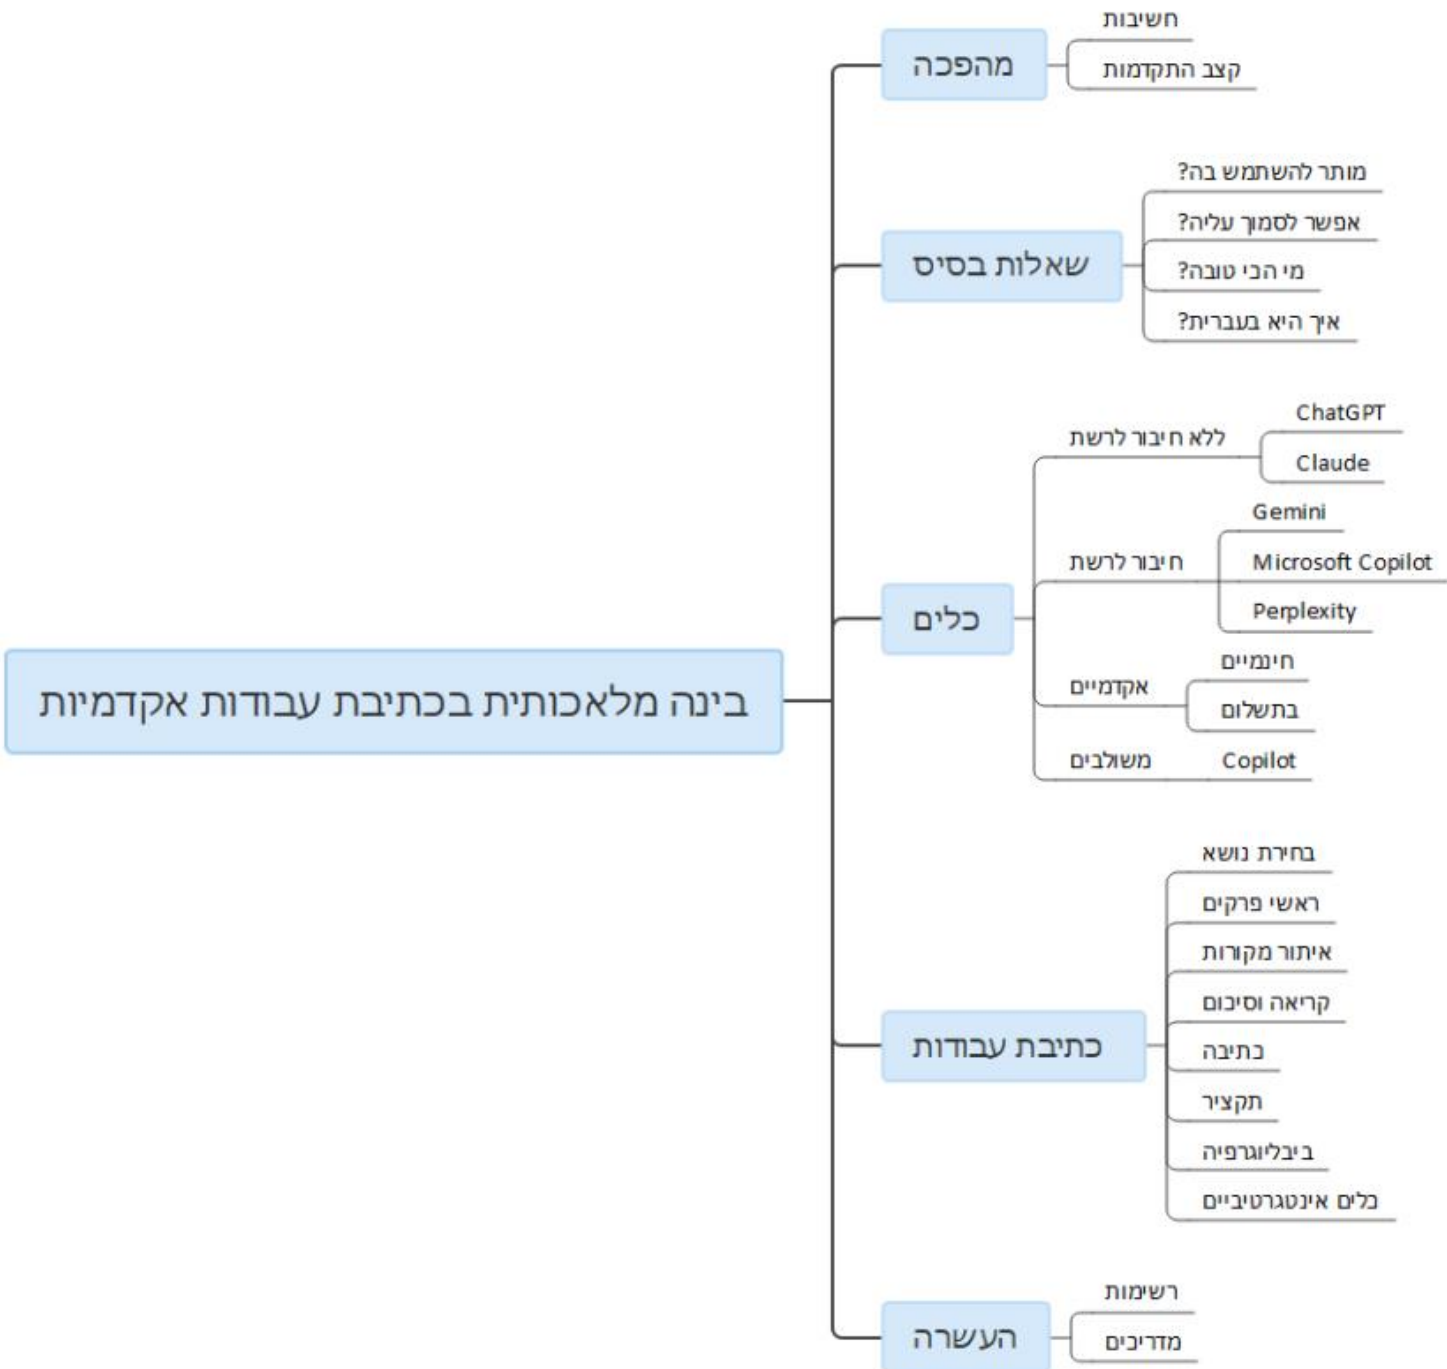 בינה מלאכותית בכתיבת עבודות אקדמיות
מהפכה
חשיבות
קצב התקדמות
שאלות בסיס
מותר להשתמש בה?
אפשר לסמוך עליה?
מי הכי טובה?
איך היא בעברית?
כלים
ללא חיבור לרשת
ChatGPT
Claude
חיבור לרשת
Gemini
Microsoft Copilot
Perplexity
אקדמיים
חינמיים
בתשלום
משולבים
Copilot
כתיבת עבודות
בחירת נושא
ראשי פרקים
איתור מקורות
קריאה וסיכום
כתיבה
תקציר
ביבליוגרפיה
כלים אינטגרטיביים
העשרה
רשימות
מדריכים